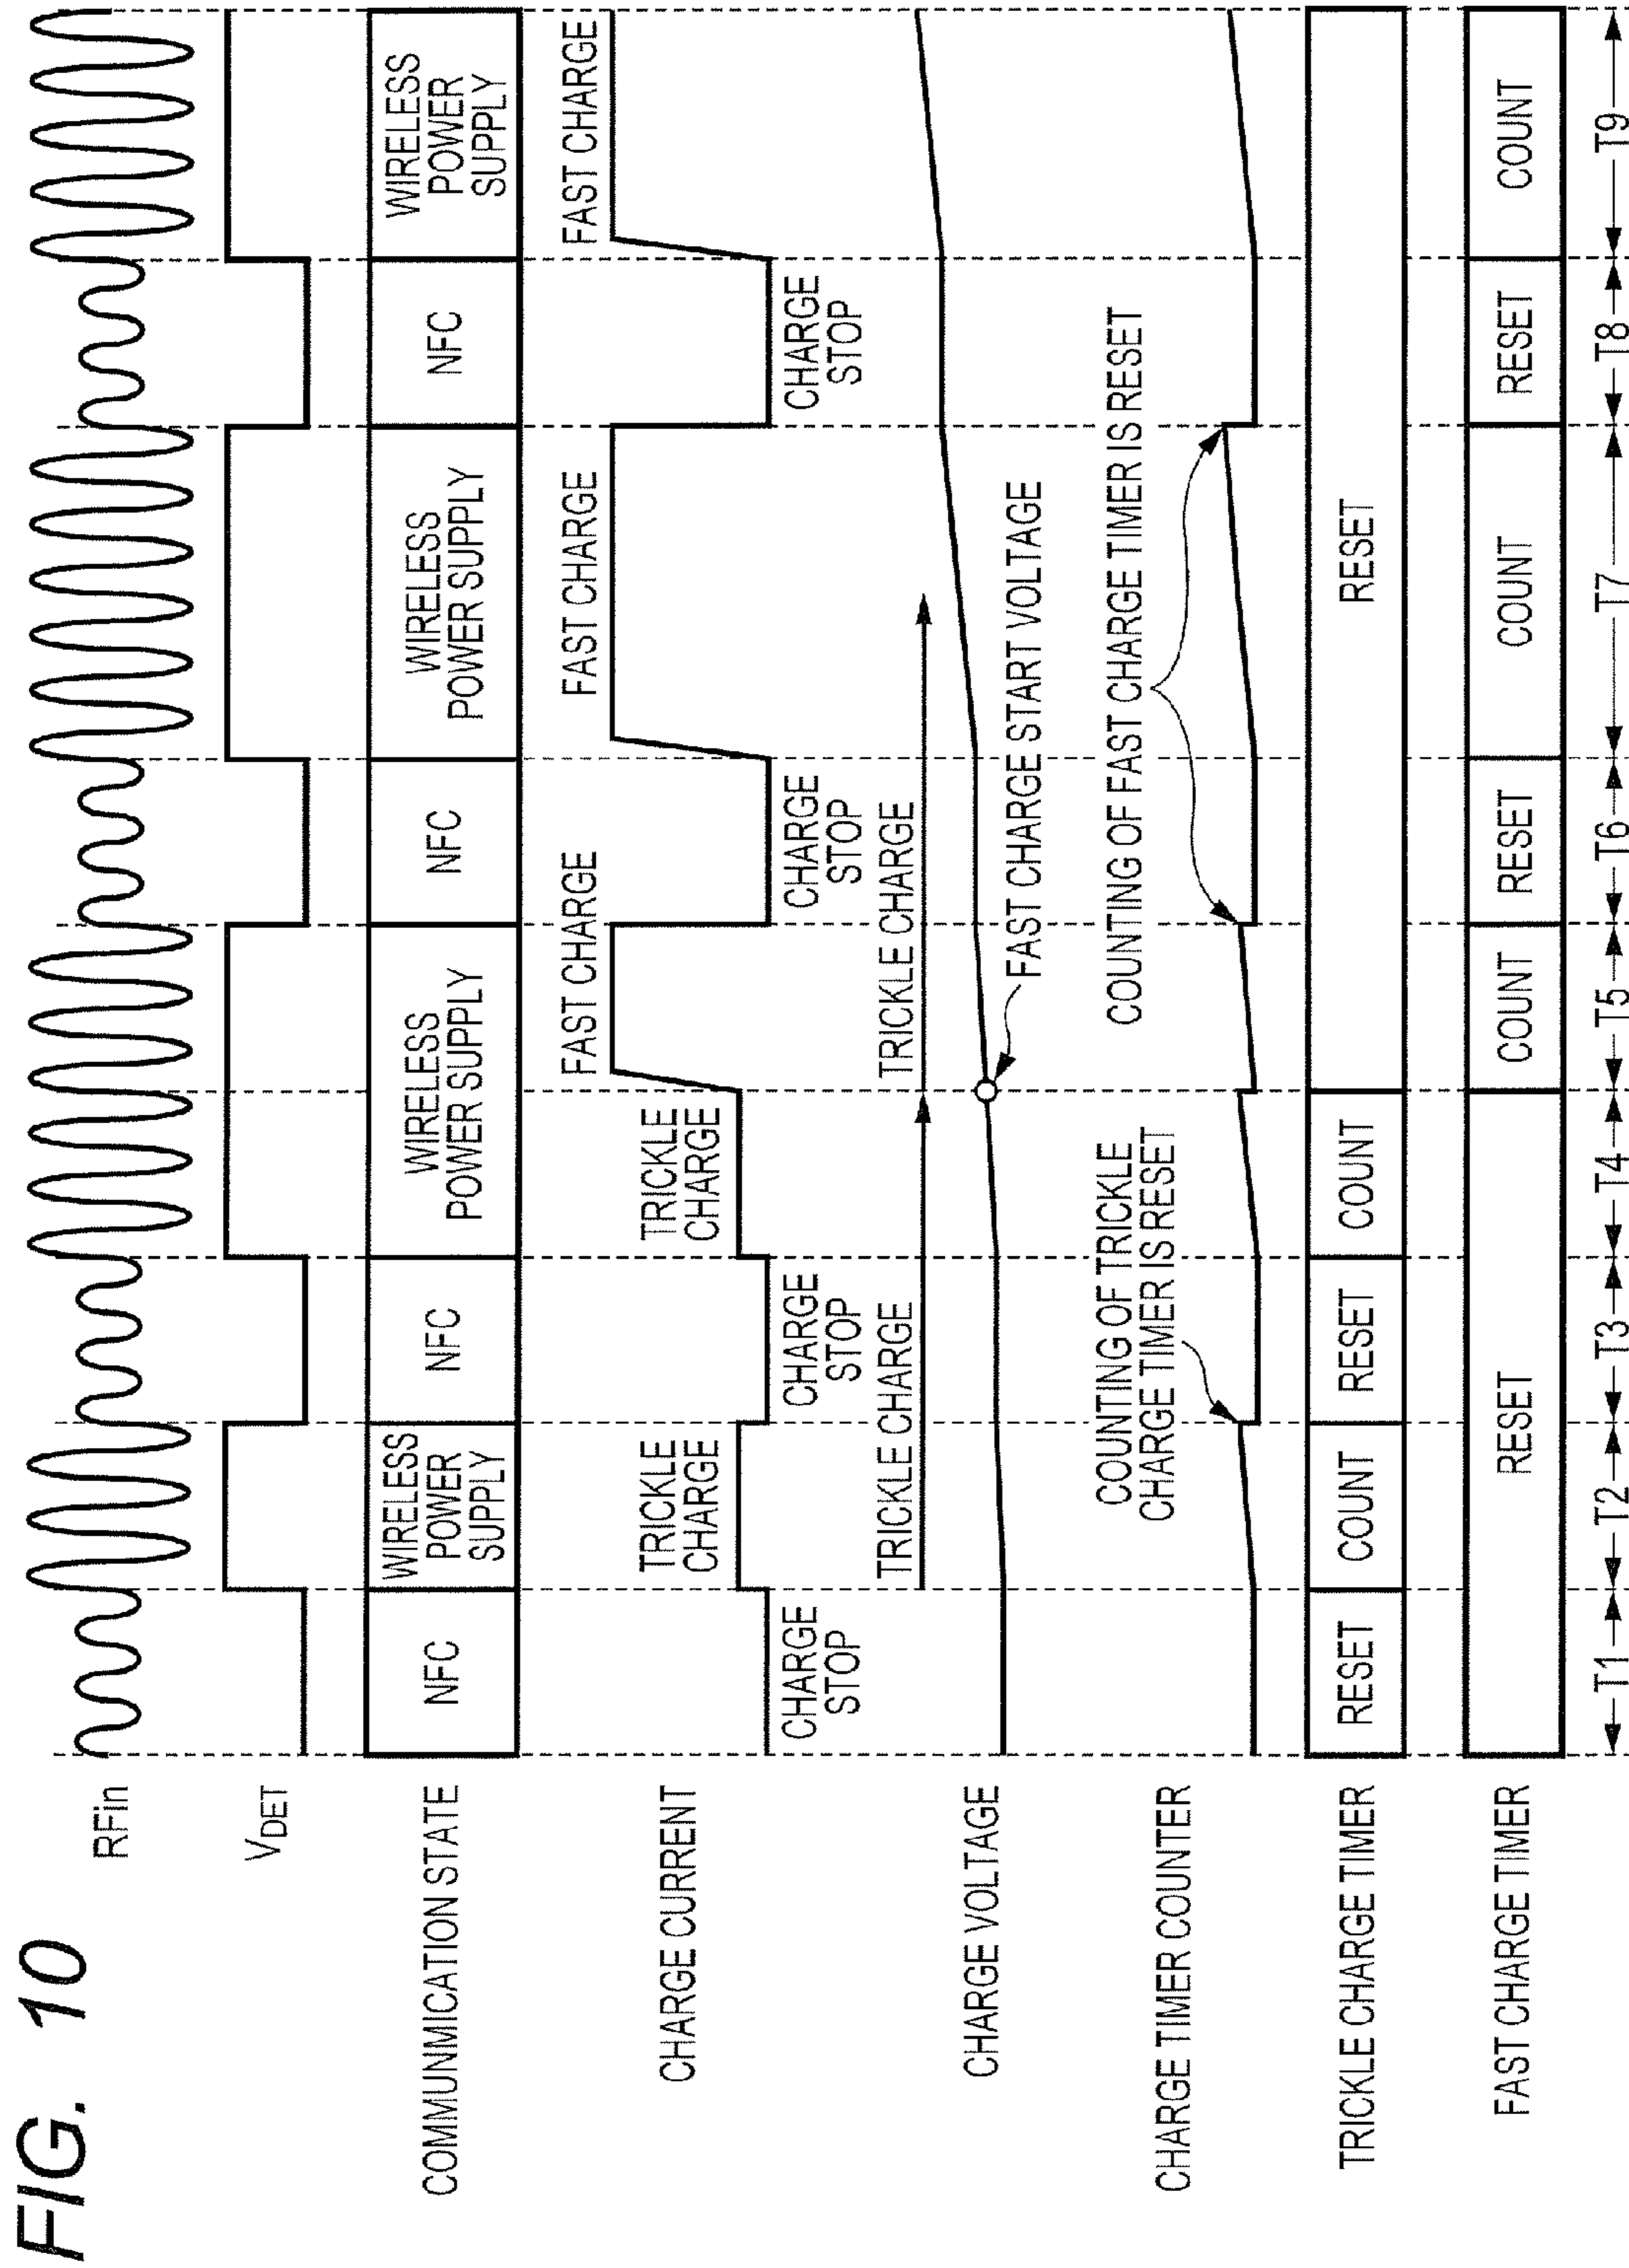 FIG. 10
RFin
VDET
COMMUNMICATION STATE
NFC
WIRELESS
POWER
SUPPLY
NFC
WIRELESS
POWER SUPPLY
NFC
WIRELESS
POWER SUPPLY
NFC
WIRELESS
POWER
SUPPLY
CHARGE CURRENT
CHARGE
STOP
TRICKLE
CHARGE
CHARGE
STOP
TRICKLE
CHARGE
FAST CHARGE
CHARGE
STOP
FAST CHARGE
CHARGE
STOP
FAST CHARGE
TRICKLE CHARGE
TRICKLE CHARGE
CHARGE VOLTAGE
FAST CHARGE START VOLTAGE
CHARGE TIMER COUNTER
COUNTING OF TRICKLE
CHARGE TIMER IS RESET
COUNTING OF FAST CHARGE TIMER IS RESET
TRICKLE CHARGE TIMER
RESET
COUNT
RESET
COUNT
RESET
FAST CHARGE TIMER
RESET
COUNT
RESET
COUNT
RESET
COUNT
T1
T2
T3
T4
T5
T6
T7
T8
T9